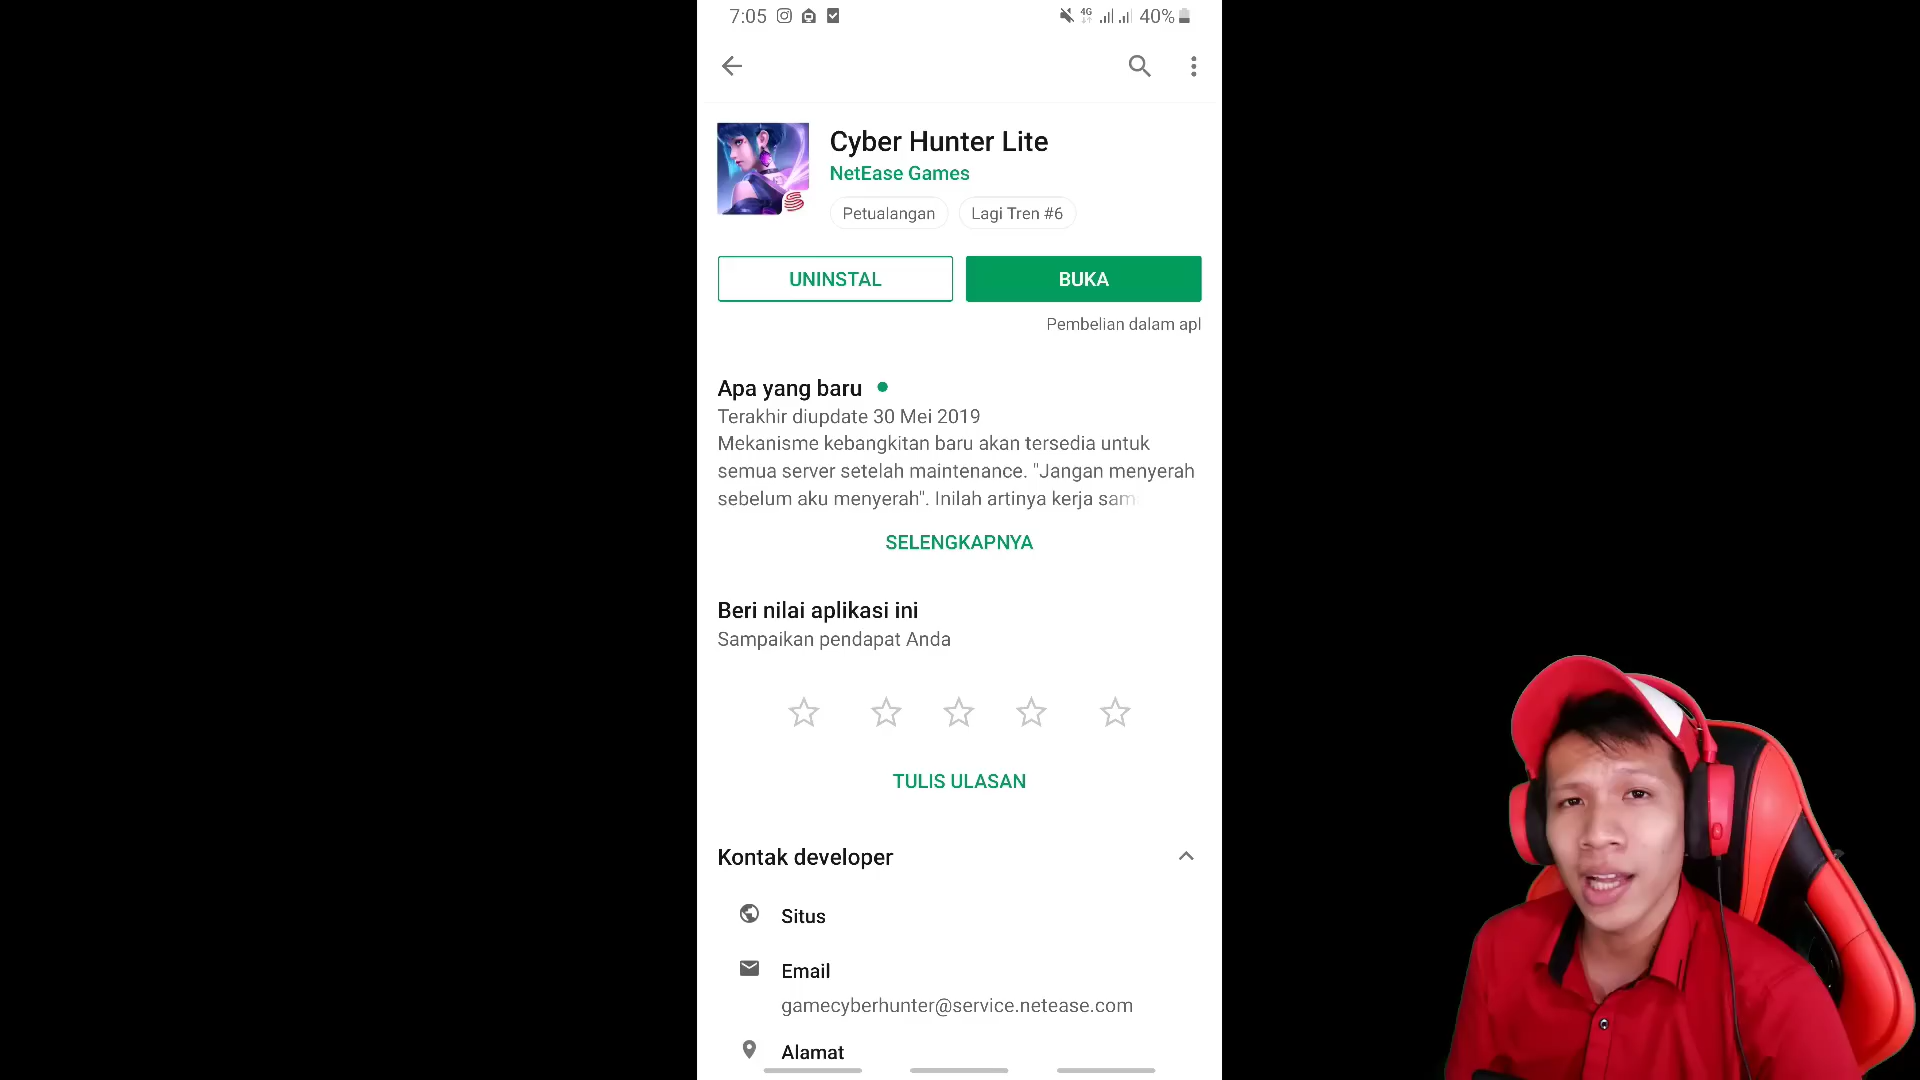 7:05
4G
40%
Cyber Hunter Lite
NetEase Games
Petualangan
Lagi Tren #6
UNINSTAL
BUKA
Pembelian dalam apl
Apa yang baru
Terakhir diupdate 30 Mei 2019
Mekanisme kebangkitan baru akan tersedia untuk
semua server setelah maintenance. "Jangan menyerah
sebelum aku menyerah". Inilah artinya kerja sam
SELENGKAPNYA
Beri nilai aplikasi ini
Sampaikan pendapat Anda
TULIS ULASAN
Kontak developer
Situs
Email
gamecyberhunter@service.netease.com
Alamat